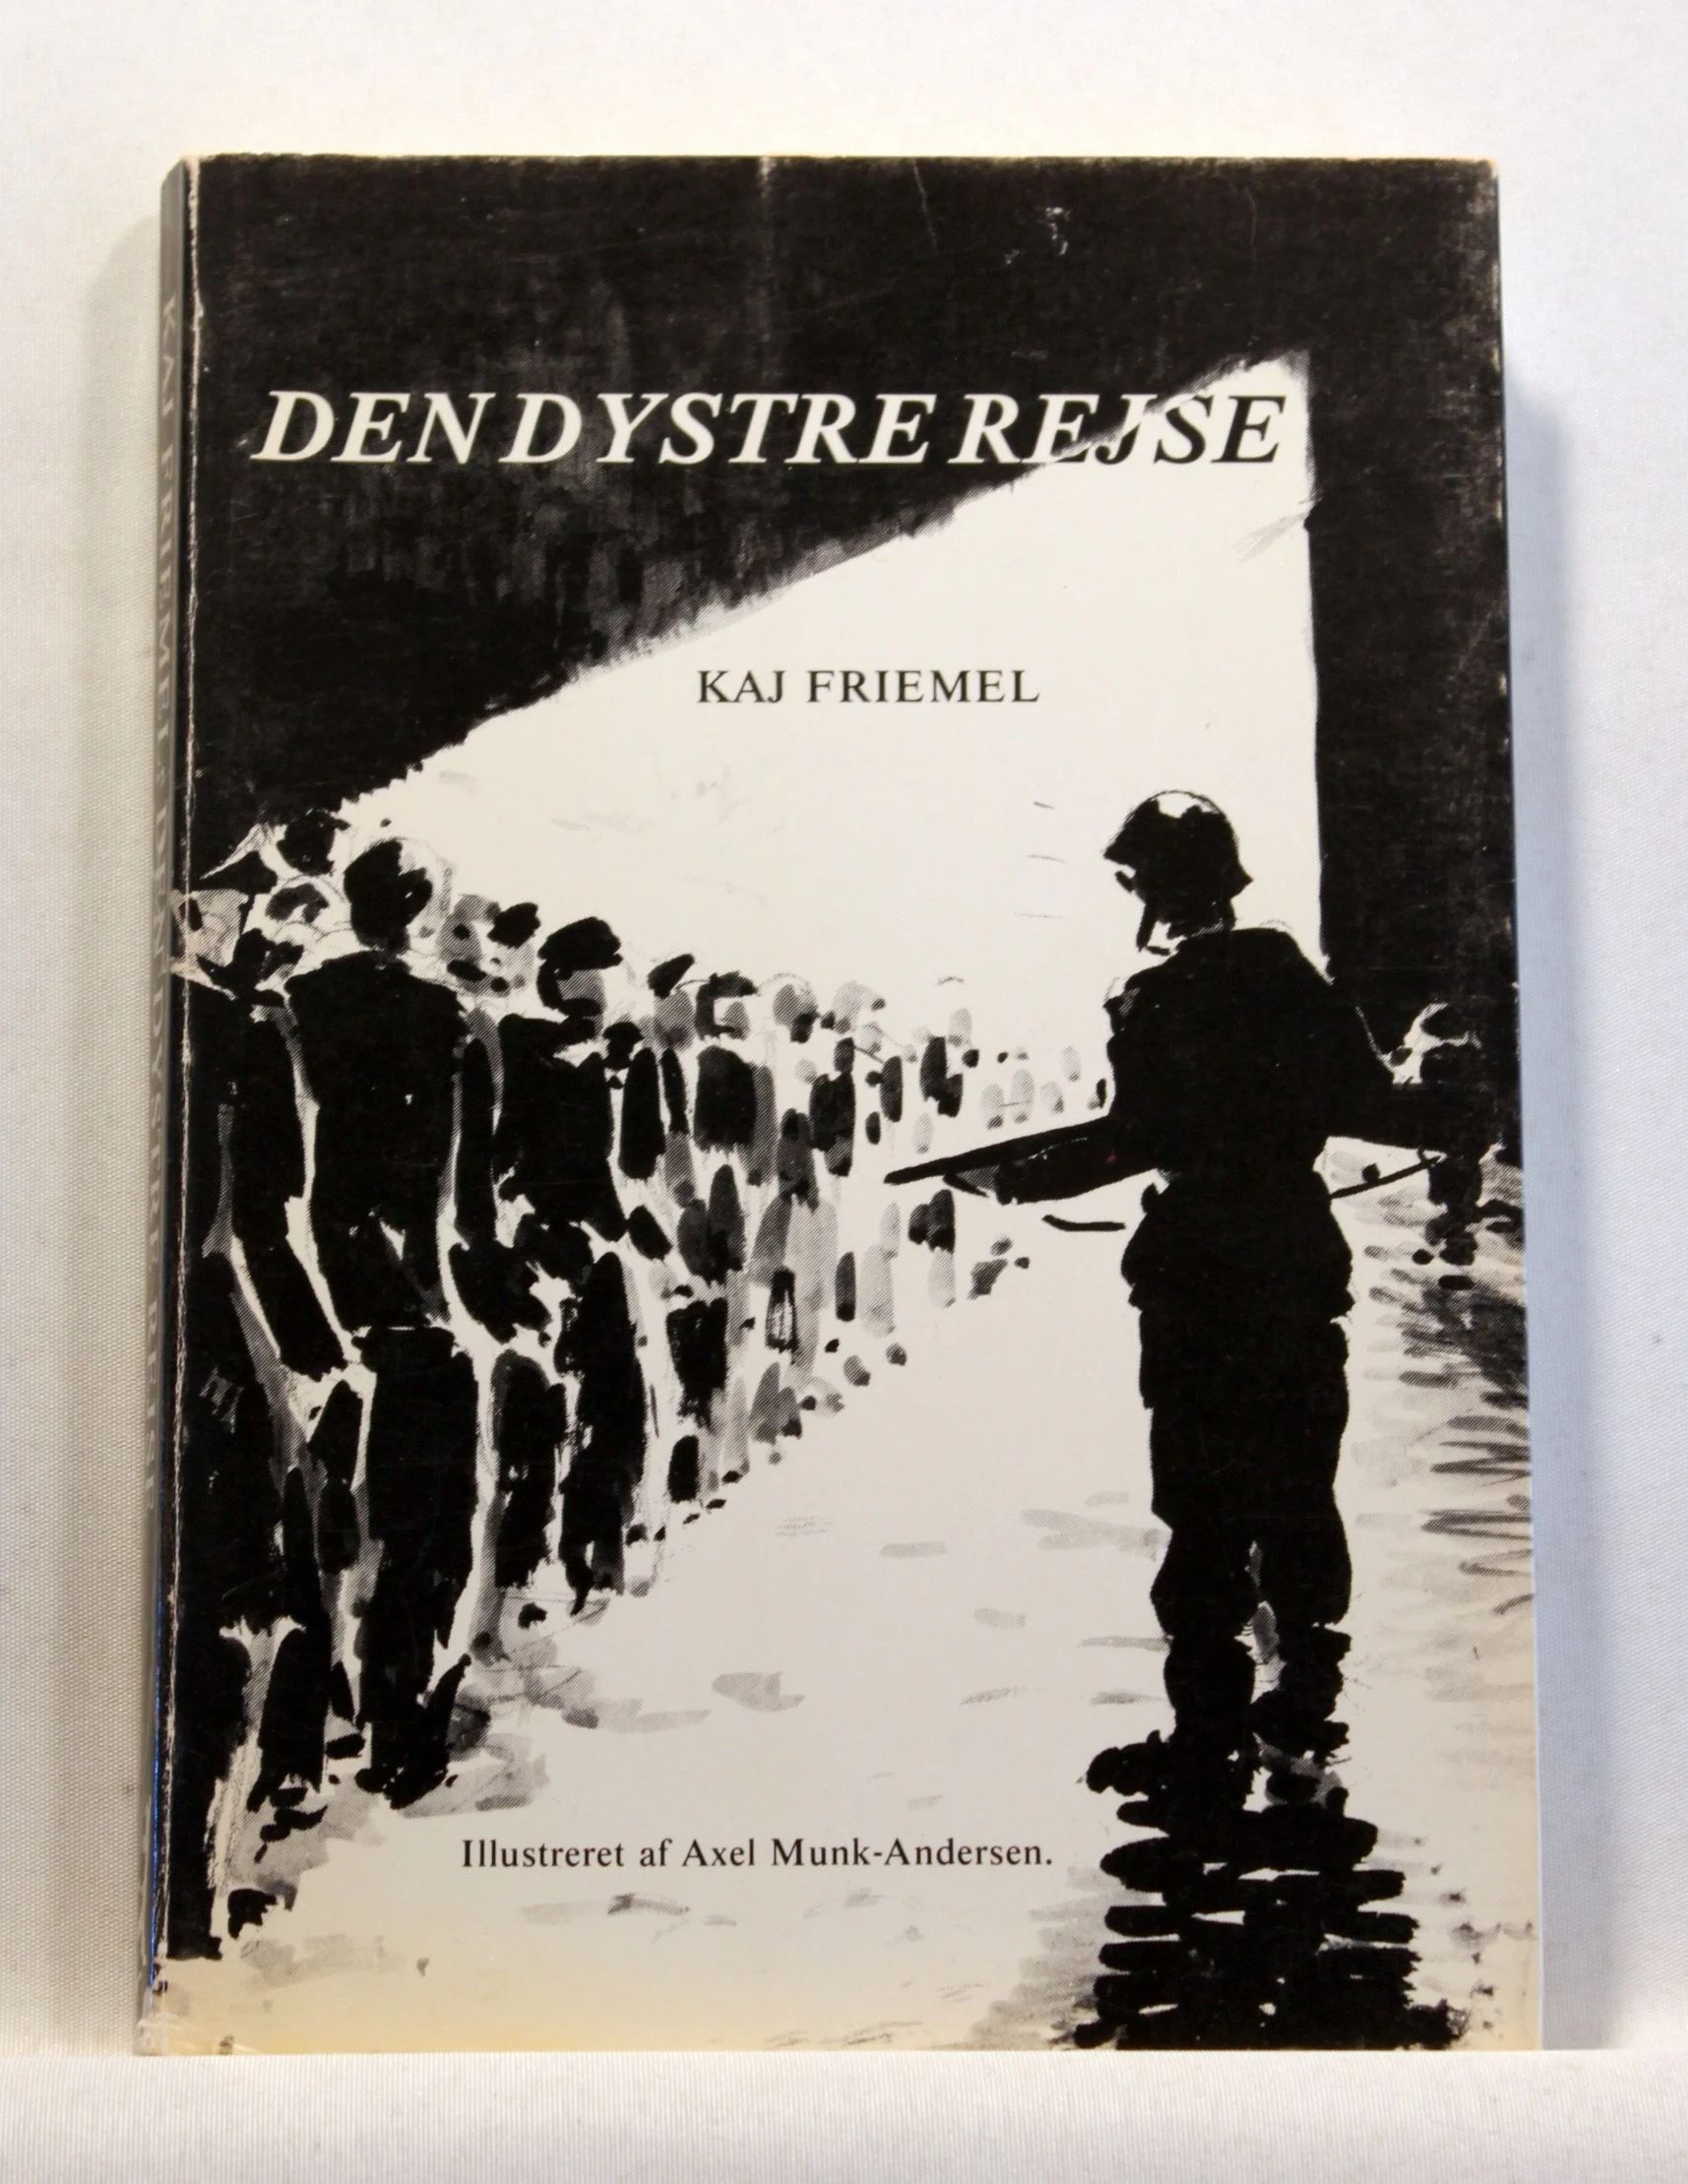 DEN DYSTRE REJSE
KAJ FRIEMEL
Illustreret af Axel Munk-Andersen.
KAJ FRIEMEL: DEN DYSTRE REJSE